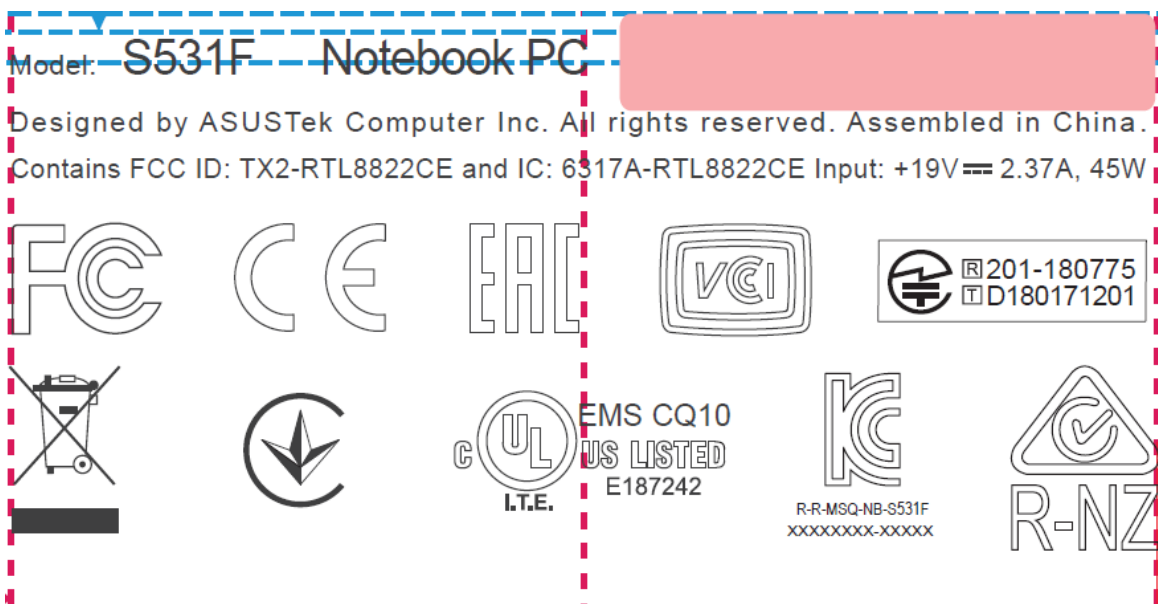 Model: S531F Notebook PC
Designed by ASUSTek Computer Inc. All rights reserved. Assembled in China.
Contains FCC ID: TX2-RTL8822CE and IC: 6317A-RTL8822CE Input: +19V⎓ 2.37A, 45W
FC CE EAC VCCI
R 201-180775
T D180171201
C UL US LISTED
EMS CQ10
I.T.E.
E187242
KC
R-R-MSQ-NB-S531F
XXXXXXXX-XXXXX
R-NZ